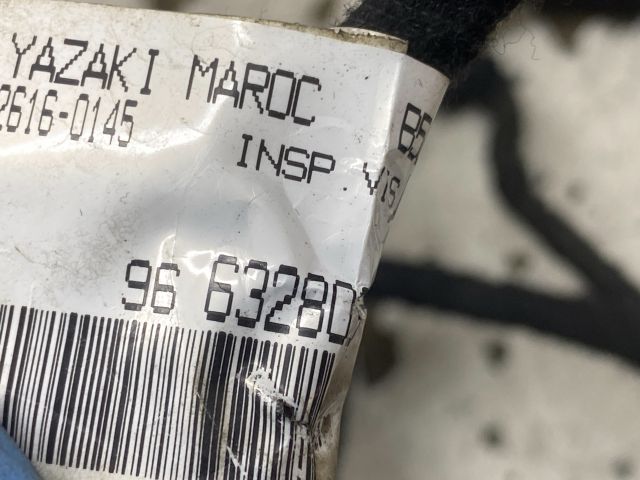 YAZAKI MAROC
2616-0145
INSP.Vis
96 6328D